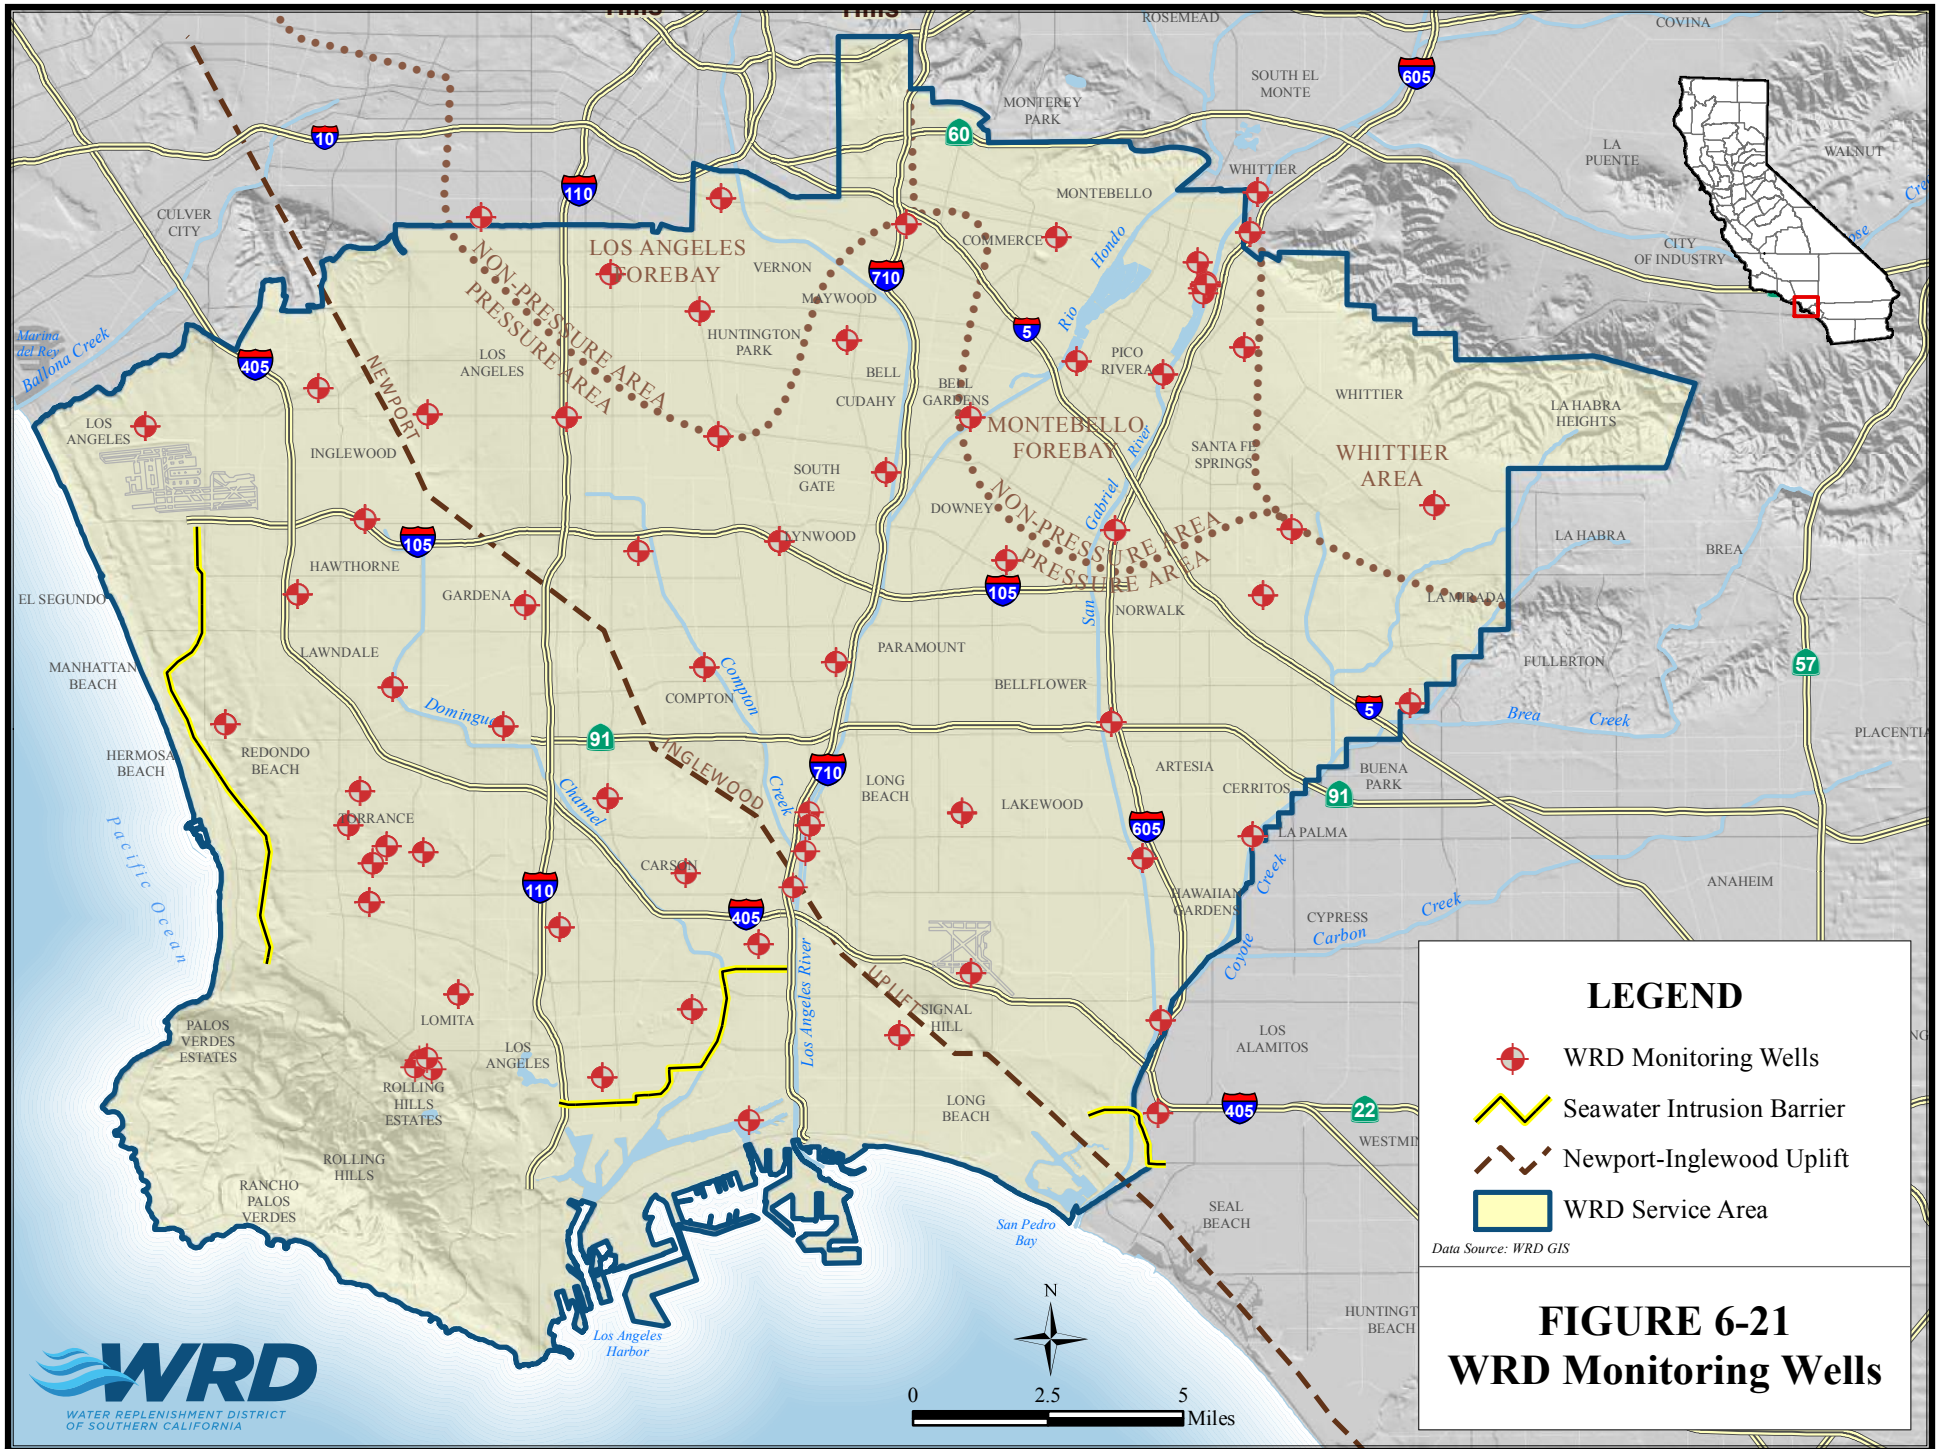 ROSEMEAD
COVINA
605
SOUTH EL
MONTE
MONTEREY
PARK
10
60
LA
PUENTE
WALNUT
110
WHITTIER
MONTEBELLO
CULVER
CITY
LOS ANGELES
FOREBAY
COMMERCE
Rio
Hondo
CITY
OF INDUSTRY
VERNON
710
MAYWOOD
NON-PRESSURE AREA
PRESSURE AREA
5
Marina
del Rey
Ballona Creek
HUNTINGTON
PARK
405
LOS
ANGELES
PICO
RIVERA
NEWPORT
BELL
BELL
GARDENS
CUDAHY
WHITTIER
LA HABRA
HEIGHTS
LOS
ANGELES
MONTEBELLO
FOREBAY
INGLEWOOD
SANTA FE
SPRINGS
WHITTIER
AREA
SOUTH
GATE
San
Gabriel
River
DOWNEY
NON-PRESSURE AREA
PRESSURE AREA
105
LYNWOOD
LA HABRA
BREA
HAWTHORNE
105
EL SEGUNDO
GARDENA
NORWALK
LA MIRADA
LAWNDALE
PARAMOUNT
FULLERTON
57
MANHATTAN
BEACH
Compton
Creek
COMPTON
BELLFLOWER
5
Brea
Creek
91
PLACENTIA
INGLEWOOD
HERMOSA
BEACH
REDONDO
BEACH
710
ARTESIA
BUENA
PARK
Channel
LONG
BEACH
LAKEWOOD
CERRITOS
91
TORRANCE
605
LA PALMA
Pacific Ocean
CARSON
110
Creek
ANAHEIM
405
HAWAIIAN
GARDENS
CYPRESS
Carbon
Creek
Coyote
Los Angeles River
UPLIFT
SIGNAL
HILL
LOMITA
LOS
ALAMITOS
PALOS
VERDES
ESTATES
LOS
ANGELES
ROLLING
HILLS
ESTATES
LONG
BEACH
405
22
ROLLING
HILLS
RANCHO
PALOS
VERDES
San Pedro
Bay
SEAL
BEACH
Los Angeles
Harbor
BEACH
LEGEND
WRD Monitoring Wells
Seawater Intrusion Barrier
Newport-Inglewood Uplift
WRD Service Area
Data Source: WRD GIS
FIGURE 6-21
WRD Monitoring Wells
N
0 2.5 5
Miles
WRD
WATER REPLENISHMENT DISTRICT
OF SOUTHERN CALIFORNIA